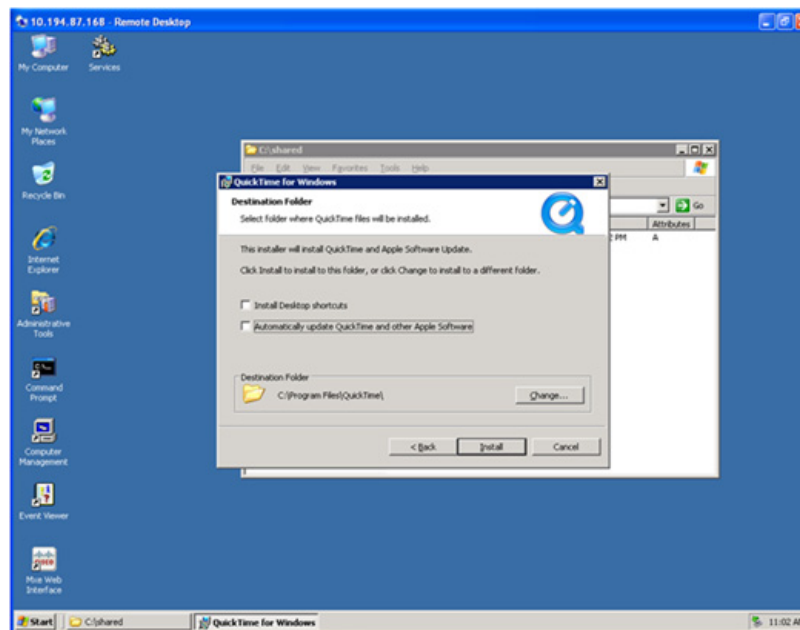 10.194.87.168 - Remote Desktop
My Computer
Services
My Network
Places
Recycle Bin
Internet
Explorer
Administrative
Tools
Command
Prompt
Computer
Management
Event Viewer
Mxe Web
Interface
C:\shared
File Edit View Favorites Tools Help
Go
Attributes
PM A
QuickTime for Windows
Destination Folder
Select folder where QuickTime files will be installed.
This installer will install QuickTime and Apple Software Update.
Click Install to install to this folder, or click Change to install to a different folder.
Install Desktop shortcuts
Automatically update QuickTime and other Apple Software
Destination Folder
C:\Program Files\QuickTime\
Change...
< Back Install Cancel
Start C:\shared QuickTime for Windows 11:02 AM